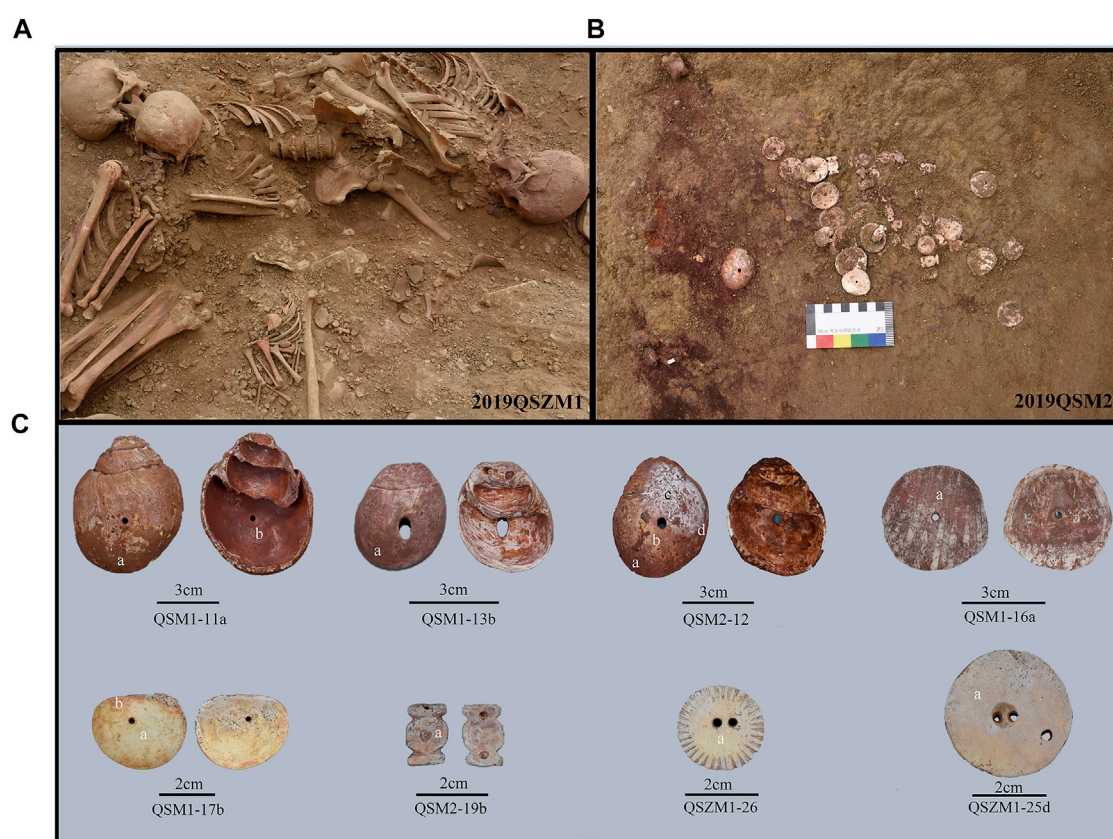 A
B
2019QSZM1
2019QSM2
C
a
b
a
b
c
d
a
a
3cm
3cm
3cm
3cm
QSM1-11a
QSM1-13b
QSM2-12
QSM1-16a
b
a
a
a
a
2cm
2cm
2cm
2cm
QSM1-17b
QSM2-19b
QSZM1-26
QSZM1-25d